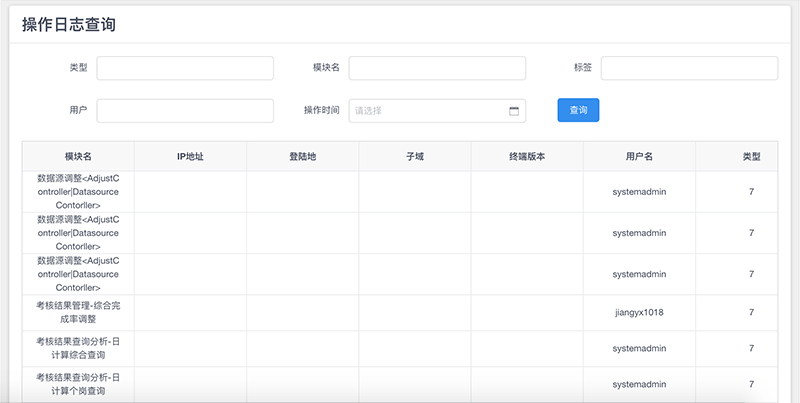 操作日志查询
类型 模块名 标签
用户 操作时间 请选择 查询
模块名 IP地址 登陆地 子域 终端版本 用户名 类型
数据源调整<AdjustC
ontroller|Datasource
Contorller>
systemadmin 7
数据源调整<AdjustC
ontroller|Datasource
Contorller>
systemadmin 7
数据源调整<AdjustC
ontroller|Datasource
Contorller>
systemadmin 7
考核结果管理-综合完
成率调整
jiangyx1018 7
考核结果查询分析-日
计算综合查询
systemadmin 7
考核结果查询分析-日
计算个岗查询
systemadmin 7